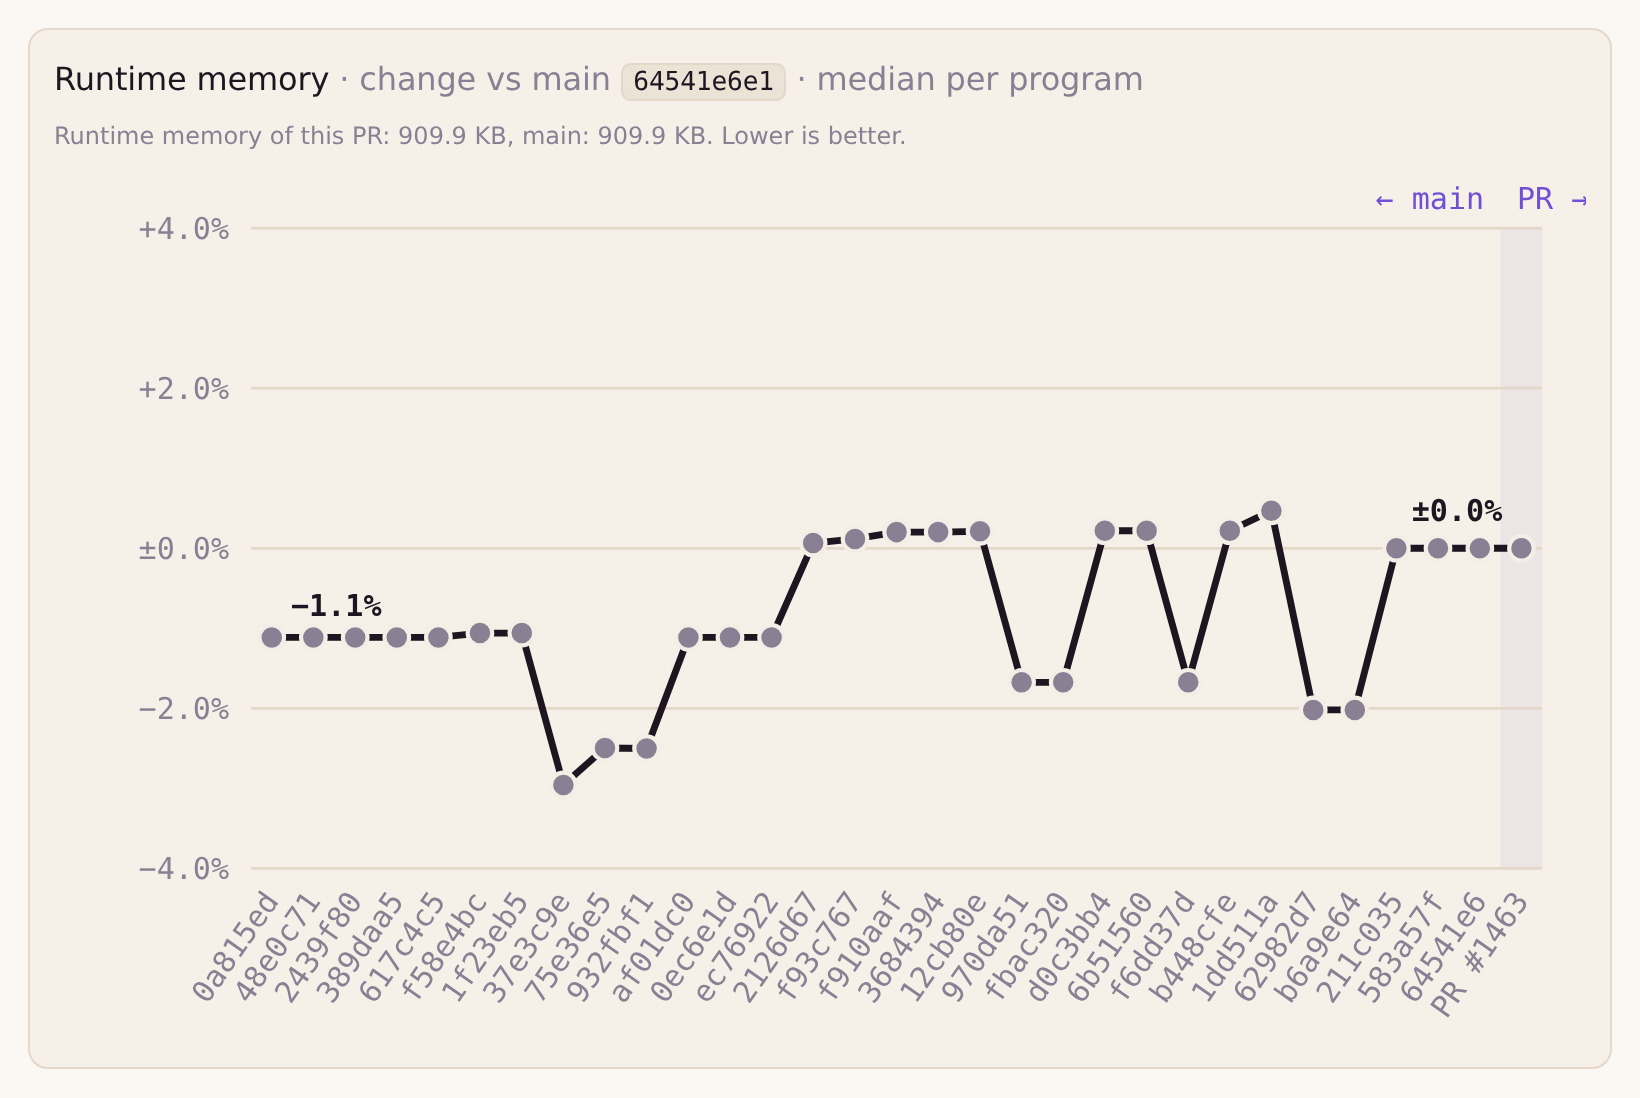 Runtime memory · change vs main 64541e6e1 · median per program
Runtime memory of this PR: 909.9 KB, main: 909.9 KB. Lower is better.
← main PR →
+4.0%
+2.0%
±0.0%
−2.0%
−4.0%
−1.1%
±0.0%
0a815ed
48e0c71
2439f80
389daa5
617c4c5
f58e4bc
1f23eb5
37e3c9e
75e36e5
932fbf1
af01dc0
0ec6e1d
ec76922
2126d67
f93c767
f910aaf
3684394
12cb80e
970da51
fbac320
d0c3bb4
6b51560
f6dd37d
b448cfe
1dd511a
62982d7
b6a9e64
211c035
583a57f
64541e6
PR #1463